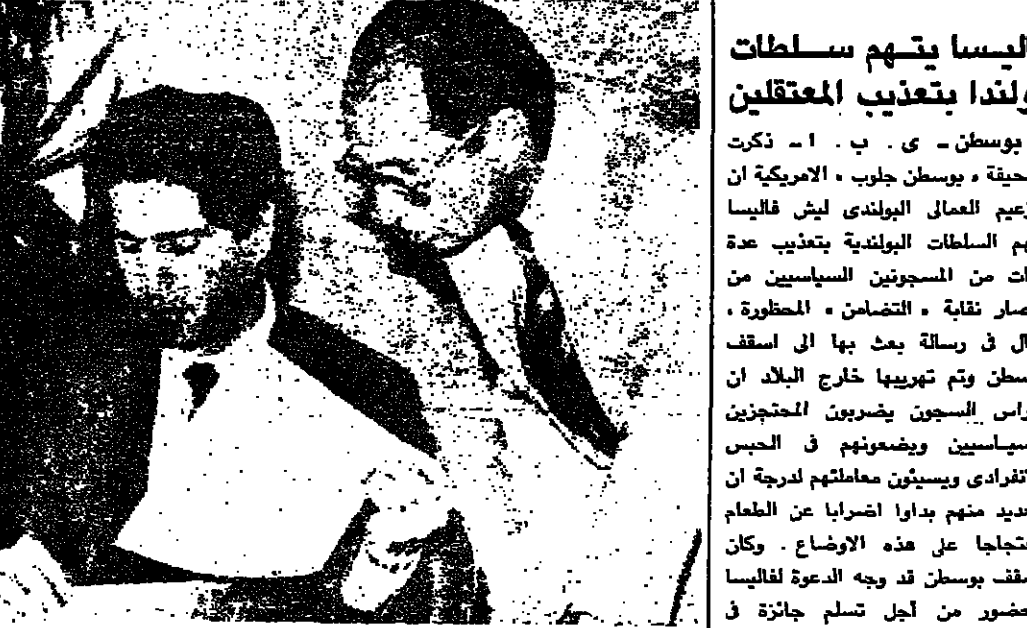 اليسا يتهم سلطات
ولندا بتعذيب المعتقلين
بوسطن ـ ى . ب . ا ـ ذكرت
حيفة « بوسطن جلوب » الامريكية ان
زعيم العمالى البولندى ليش فاليسا
هم السلطات البولندية بتعذيب عدة
ات من المسجونين السياسيين من
صار نقابة « التضامن » المحظورة .
ال فى رسالة بعث بها الى اسقف
سطن وتم تهريبها خارج البلاد ان
راس السجون يضربون المحتجزين
سياسيين ويضعونهم فى الحبس
نفرادى ويسيئون معاملتهم لدرجة ان
عديد منهم بداوا اضرابا عن الطعام
حتجاجا على هذه الاوضاع . وكان
سقف بوسطن قد وجه الدعوة لفاليسا
حضور من أجل تسلم جائزة فى